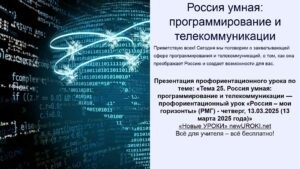 Россия умная:
программирование и
телекоммуникации
Приветствую всех! Сегодня мы поговорим о захватывающей
сфере программирования и телекоммуникаций, о том, как она
преображает Россию и создает возможности для вас.
Презентация профориентационного урока по
теме: «Тема 25. Россия умная:
программирование и телекоммуникации —
профориентационный урок «Россия – мои
горизонты» (РМГ) - четверг, 13.03.2025 (13
марта 2025 года)»
«Новые УРОКИ» newUROKI.net
Всё для учителя – всё бесплатно!